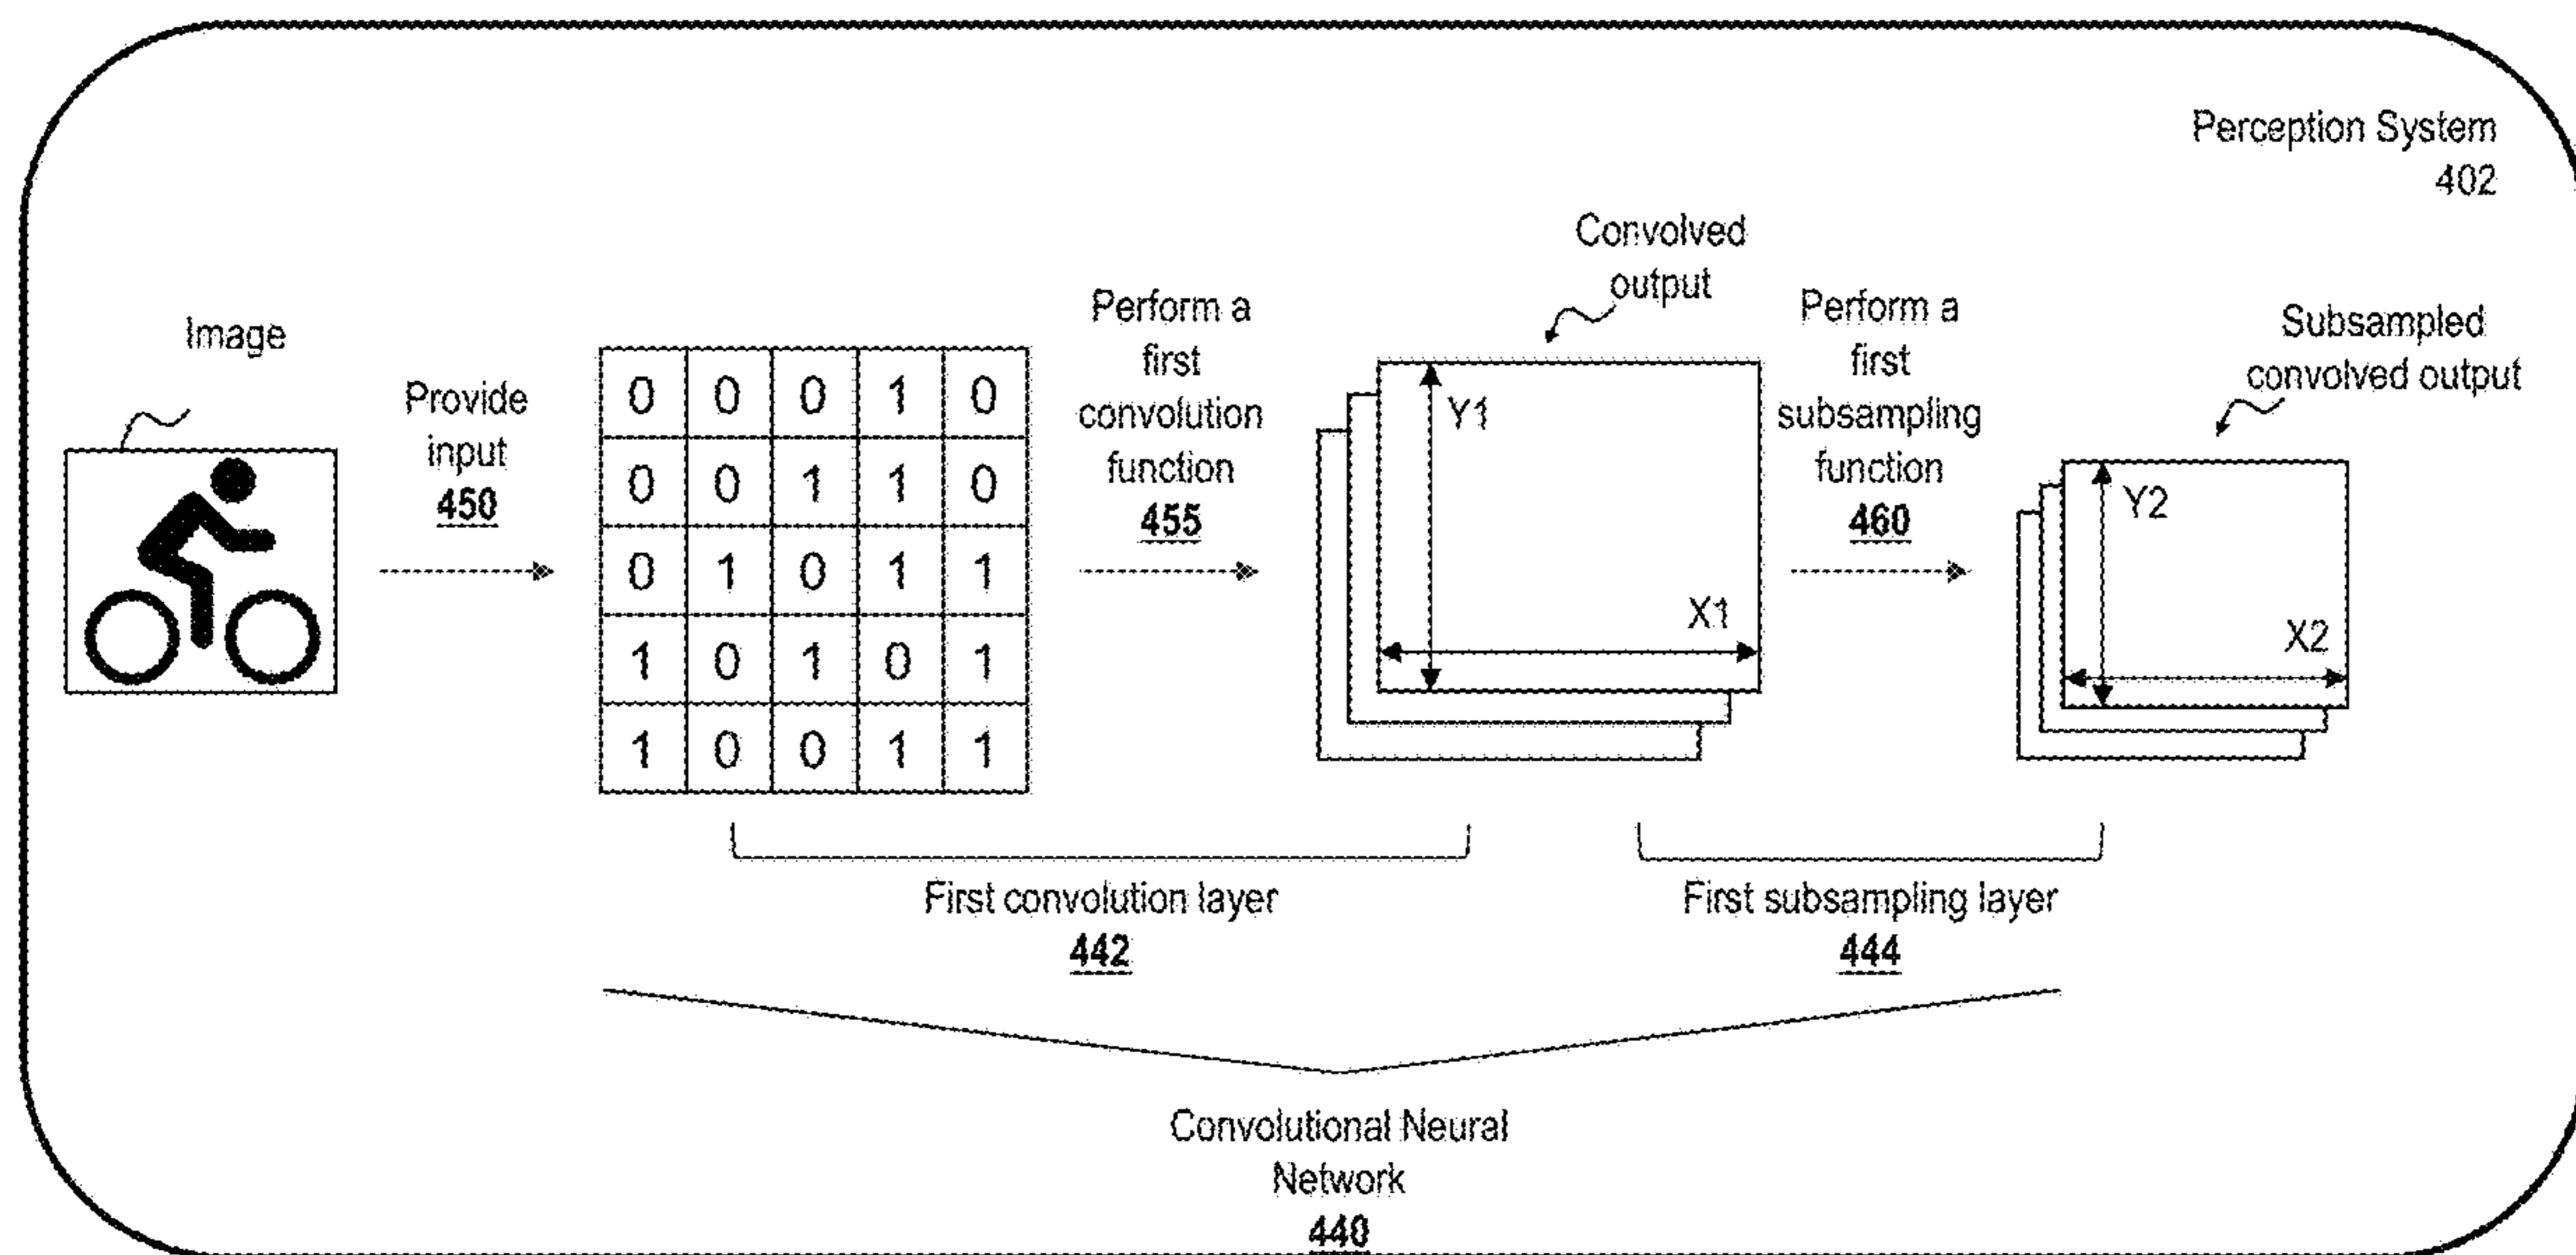 Perception System
402
Image
Provide
input
450
0 0 0 1 0
0 0 1 1 0
0 1 0 1 1
1 0 1 0 1
1 0 0 1 1
Perform a
first
convolution
function
455
Convolved
output
Y1
X1
Perform a
first
subsampling
function
460
Subsampled
convolved output
Y2
X2
First convolution layer
442
First subsampling layer
444
Convolutional Neural
Network
440